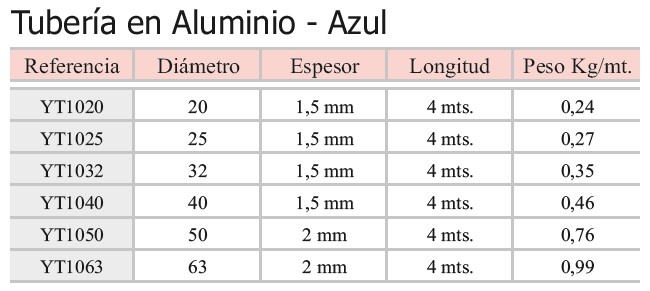 Tubería en Aluminio - Azul
Referencia Diámetro Espesor Longitud Peso Kg/mt.
YT1020 20 1,5 mm 4 mts. 0,24
YT1025 25 1,5 mm 4 mts. 0,27
YT1032 32 1,5 mm 4 mts. 0,35
YT1040 40 1,5 mm 4 mts. 0,46
YT1050 50 2 mm 4 mts. 0,76
YT1063 63 2 mm 4 mts. 0,99